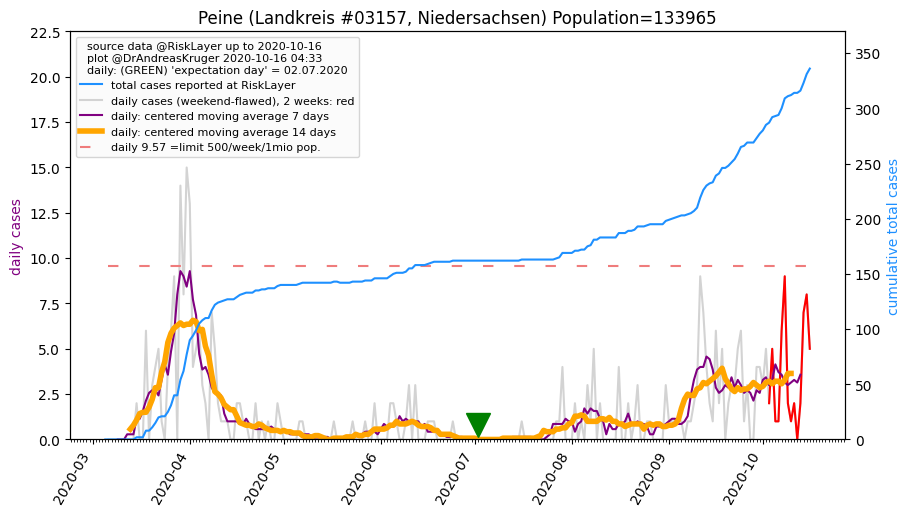 Peine (Landkreis #03157, Niedersachsen) Population=133965
source data @RiskLayer up to 2020-10-16
plot @DrAndreasKruger 2020-10-16 04:33
daily: (GREEN) 'expectation day' = 02.07.2020
total cases reported at RiskLayer
daily cases (weekend-flawed), 2 weeks: red
daily: centered moving average 7 days
daily: centered moving average 14 days
daily 9.57 =limit 500/week/1mio pop.
daily cases
22.5
20.0
17.5
15.0
12.5
10.0
7.5
5.0
2.5
0.0
cumulative total cases
350
300
250
200
150
100
50
0
2020-03
2020-04
2020-05
2020-06
2020-07
2020-08
2020-09
2020-10